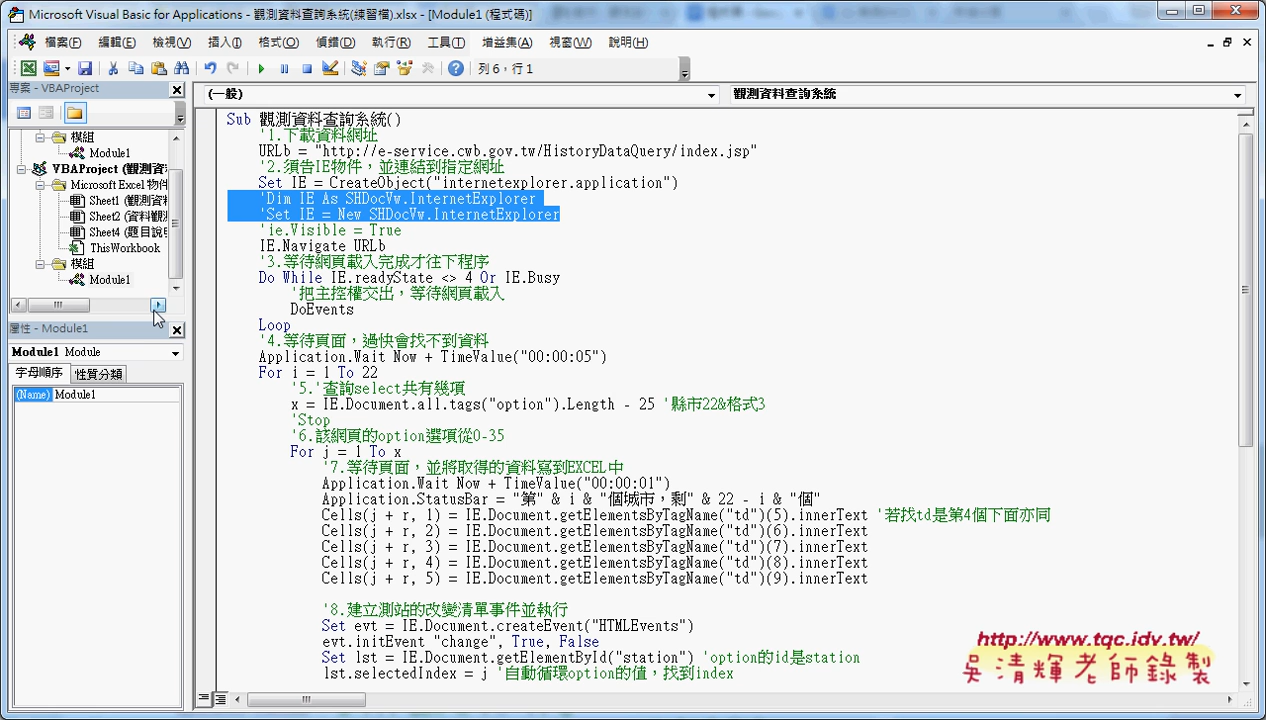 Microsoft Visual Basic for Applications - 觀測資料查詢系統(練習檔).xlsx - [Module1 (程式碼)]
檔案(F) 編輯(E) 檢視(V) 插入(I) 格式(O) 偵錯(D) 執行(R) 工具(T) 增益集(A) 視窗(W) 說明(H)
列 6，行 1
專案 - VBAProject
模組
Module1
VBAProject (觀測資
Microsoft Excel 物件
Sheet1 (觀測資
Sheet2 (資料觀
Sheet4 (題目說
ThisWorkbook
模組
Module1
屬性 - Module1
Module1 Module
字母順序 性質分類
(Name) Module1
(一般) 觀測資料查詢系統
Sub 觀測資料查詢系統()
'1.下載資料網址
URLb = "http://e-service.cwb.gov.tw/HistoryDataQuery/index.jsp"
'2.須告IE物件，並連結到指定網址
Set IE = CreateObject("internetexplorer.application")
'Dim IE As SHDocVw.InternetExplorer
'Set IE = New SHDocVw.InternetExplorer
'ie.Visible = True
IE.Navigate URLb
'3.等待網頁載入完成才往下程序
Do While IE.readyState <> 4 Or IE.Busy
'把主控權交出，等待網頁載入
DoEvents
Loop
'4.等待頁面，過快會找不到資料
Application.Wait Now + TimeValue("00:00:05")
For i = 1 To 22
'5.'查詢select共有幾項
x = IE.Document.all.tags("option").Length - 25 '縣市22&格式3
'Stop
'6.該網頁的option選項從0-35
For j = 1 To x
'7.等待頁面，並將取得的資料寫到EXCEL中
Application.Wait Now + TimeValue("00:00:01")
Application.StatusBar = "第" & i & "個城市，剩" & 22 - i & "個"
Cells(j + r, 1) = IE.Document.getElementsByTagName("td")(5).innerText '若找td是第4個下面亦同
Cells(j + r, 2) = IE.Document.getElementsByTagName("td")(6).innerText
Cells(j + r, 3) = IE.Document.getElementsByTagName("td")(7).innerText
Cells(j + r, 4) = IE.Document.getElementsByTagName("td")(8).innerText
Cells(j + r, 5) = IE.Document.getElementsByTagName("td")(9).innerText
'8.建立測站的改變清單事件並執行
Set evt = IE.Document.createEvent("HTMLEvents")
evt.initEvent "change", True, False
Set lst = IE.Document.getElementById("station") 'option的id是station
lst.selectedIndex = j '自動循環option的值，找到index
http://www.tqc.idv.tw/
吳清輝老師錄製